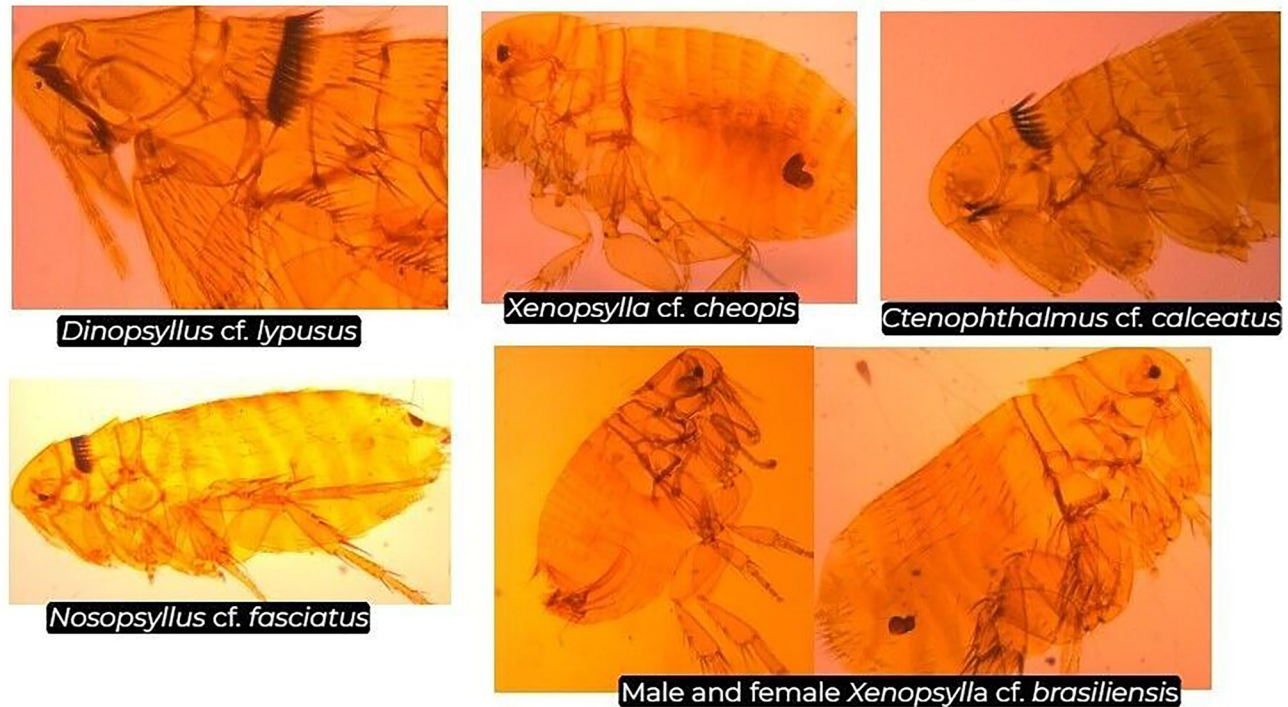 Dinopsyllus cf. lypusus
Xenopsylla cf. cheopis
Ctenophthalmus cf. calceatus
Nosopsyllus cf. fasciatus
Male and female Xenopsylla cf. brasiliensis